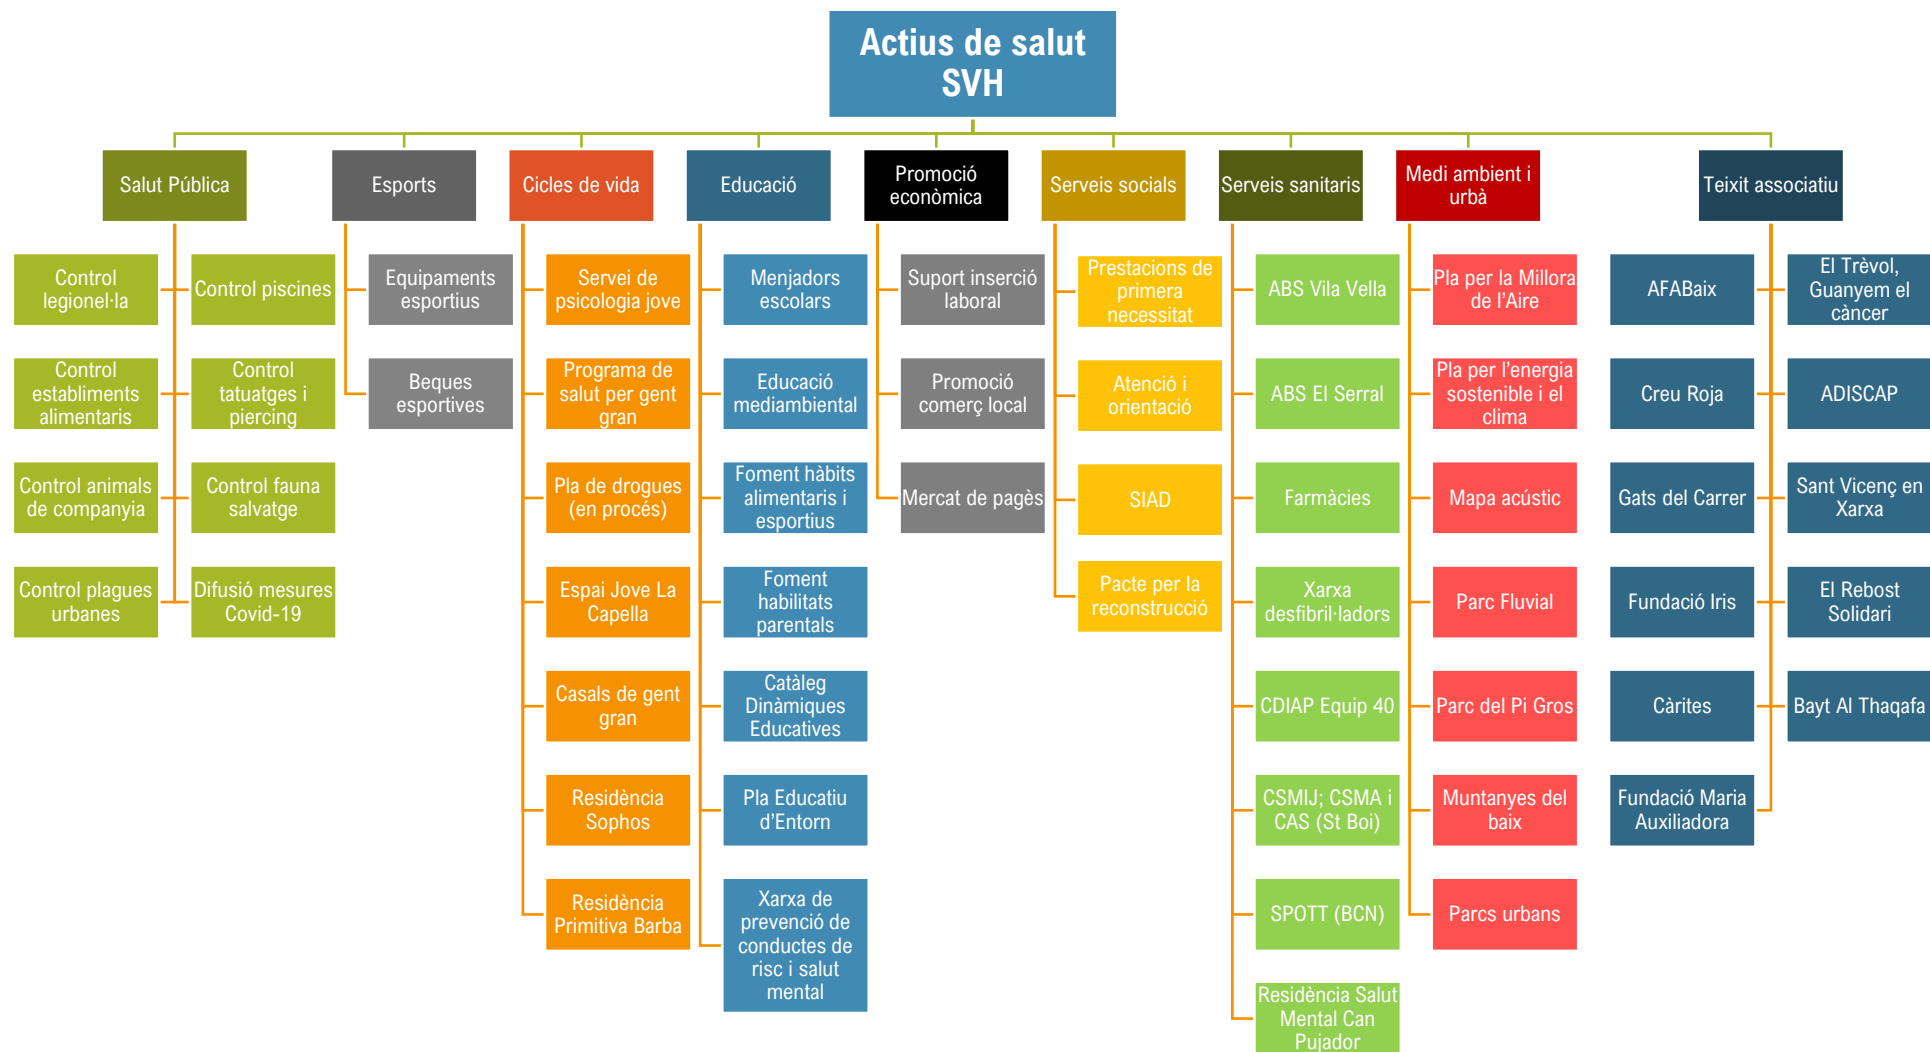 Actius de salut
SVH
Salut Pública
Esports
Cicles de vida
Educació
Promoció
econòmica
Serveis socials
Serveis sanitaris
Medi ambient i
urbà
Teixit associatiu
Control
legionel·la
Control piscines
Control
establiments
alimentaris
Control
tatuatges i
piercing
Control animals
de companyia
Control fauna
salvatge
Control plagues
urbanes
Difusió mesures
Covid-19
Equipaments
esportius
Beques
esportives
Servei de
psicologia jove
Programa de
salut per gent
gran
Pla de drogues
(en procés)
Espai Jove La
Capella
Casals de gent
gran
Residència
Sophos
Residència
Primitiva Barba
Menjadors
escolars
Educació
mediambiental
Foment hàbits
alimentaris i
esportius
Foment
habilitats
parentals
Catàleg
Dinàmiques
Educatives
Pla Educatiu
d’Entorn
Xarxa de
prevenció de
conductes de
risc i salut
mental
Suport inserció
laboral
Promoció
comerç local
Mercat de pagès
Prestacions de
primera
necessitat
Atenció i
orientació
SIAD
Pacte per la
reconstrucció
ABS Vila Vella
ABS El Serral
Farmàcies
Xarxa
desfibril·ladors
CDIAP Equip 40
CSMIJ; CSMA i
CAS (St Boi)
SPOTT (BCN)
Residència Salut
Mental Can
Pujador
Pla per la Millora
de l’Aire
Pla per l’energia
sostenible i el
clima
Mapa acústic
Parc Fluvial
Parc del Pi Gros
Muntanyes del
baix
Parcs urbans
AFABaix
El Trèvol,
Guanyem el
càncer
Creu Roja
ADISCAP
Gats del Carrer
Sant Vicenç en
Xarxa
Fundació Iris
El Rebost
Solidari
Càrites
Bayt Al Thaqafa
Fundació Maria
Auxiliadora